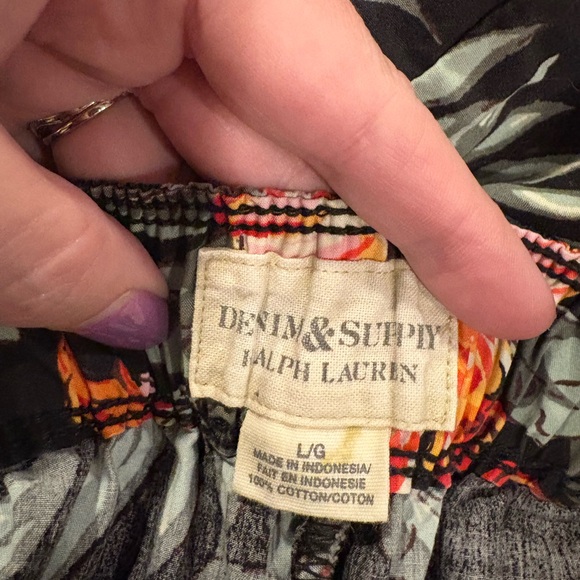 DENIM & SUPPLY
RALPH LAUREN
L/G
MADE IN INDONESIA/
FAIT EN INDONESIE
100% COTTON/COTON